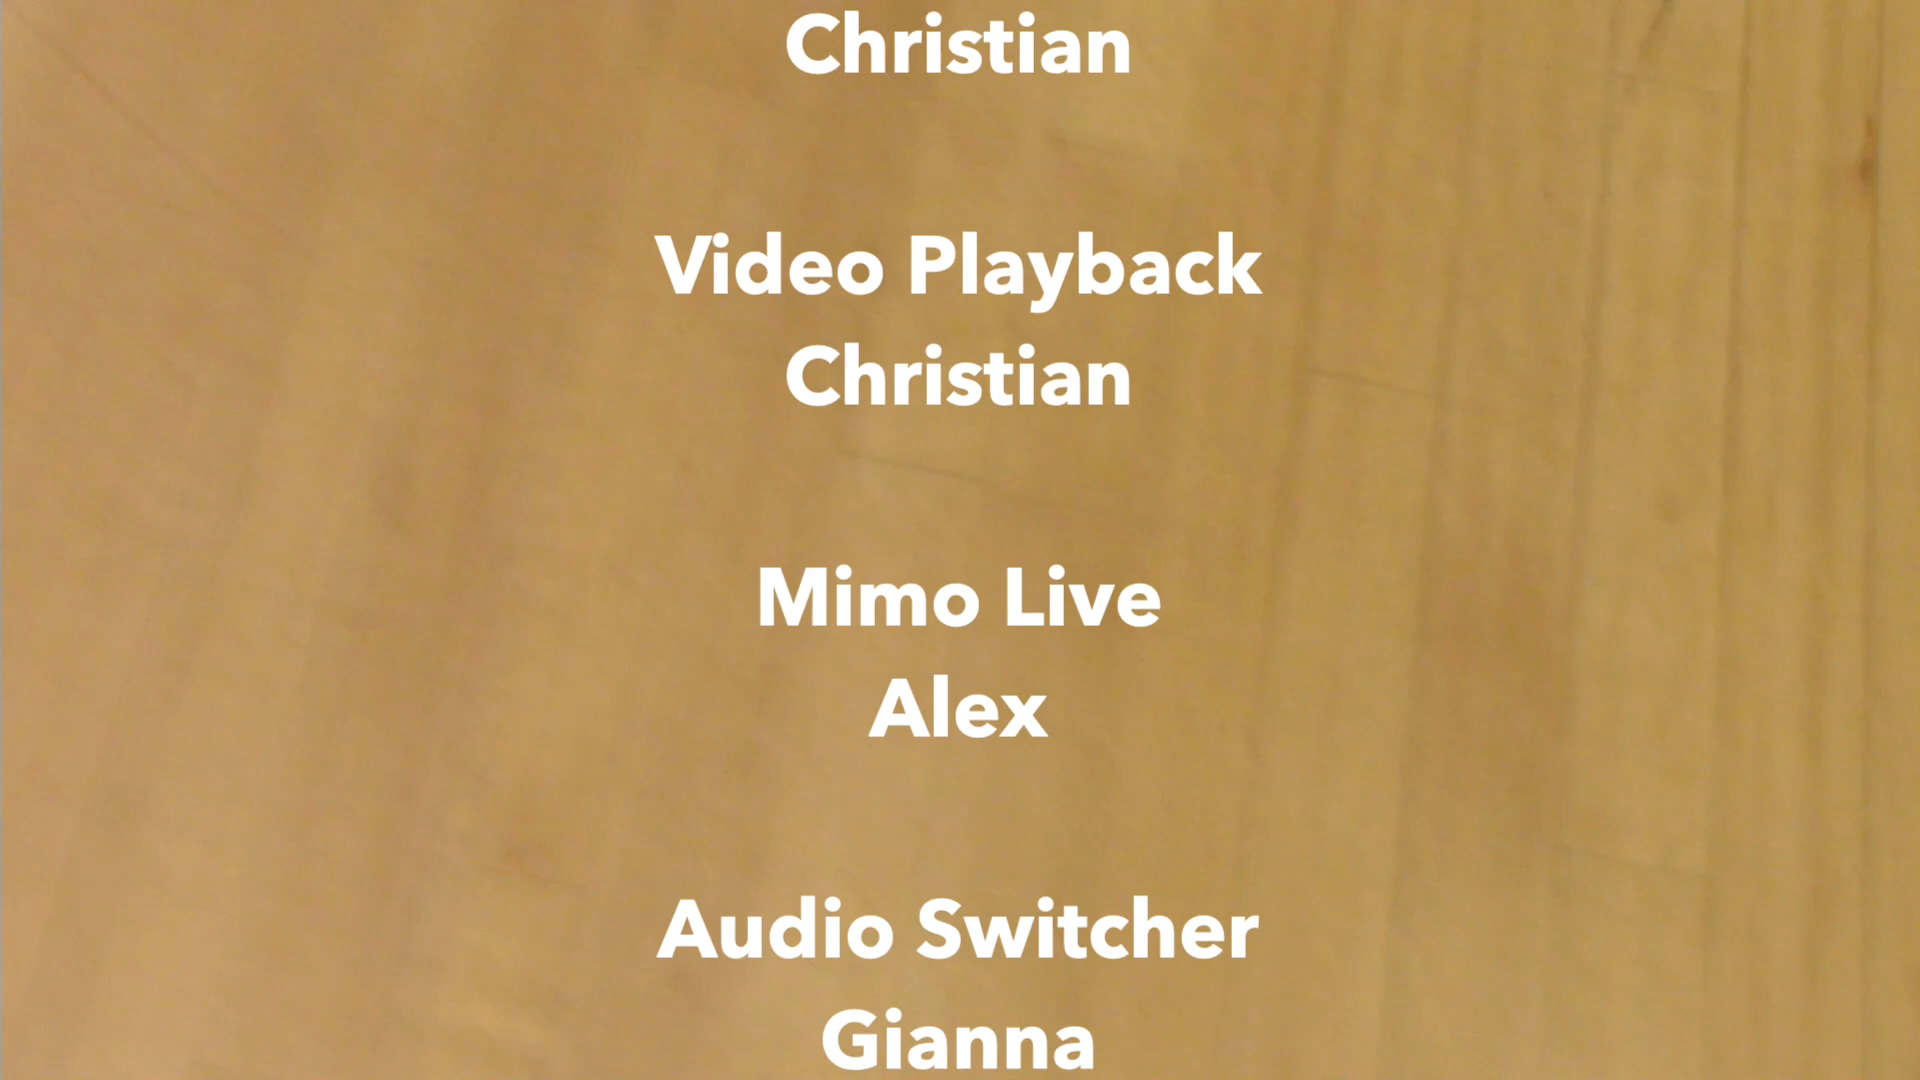 Christian
Video Playback
Christian
Mimo Live
Alex
Audio Switcher
Gianna